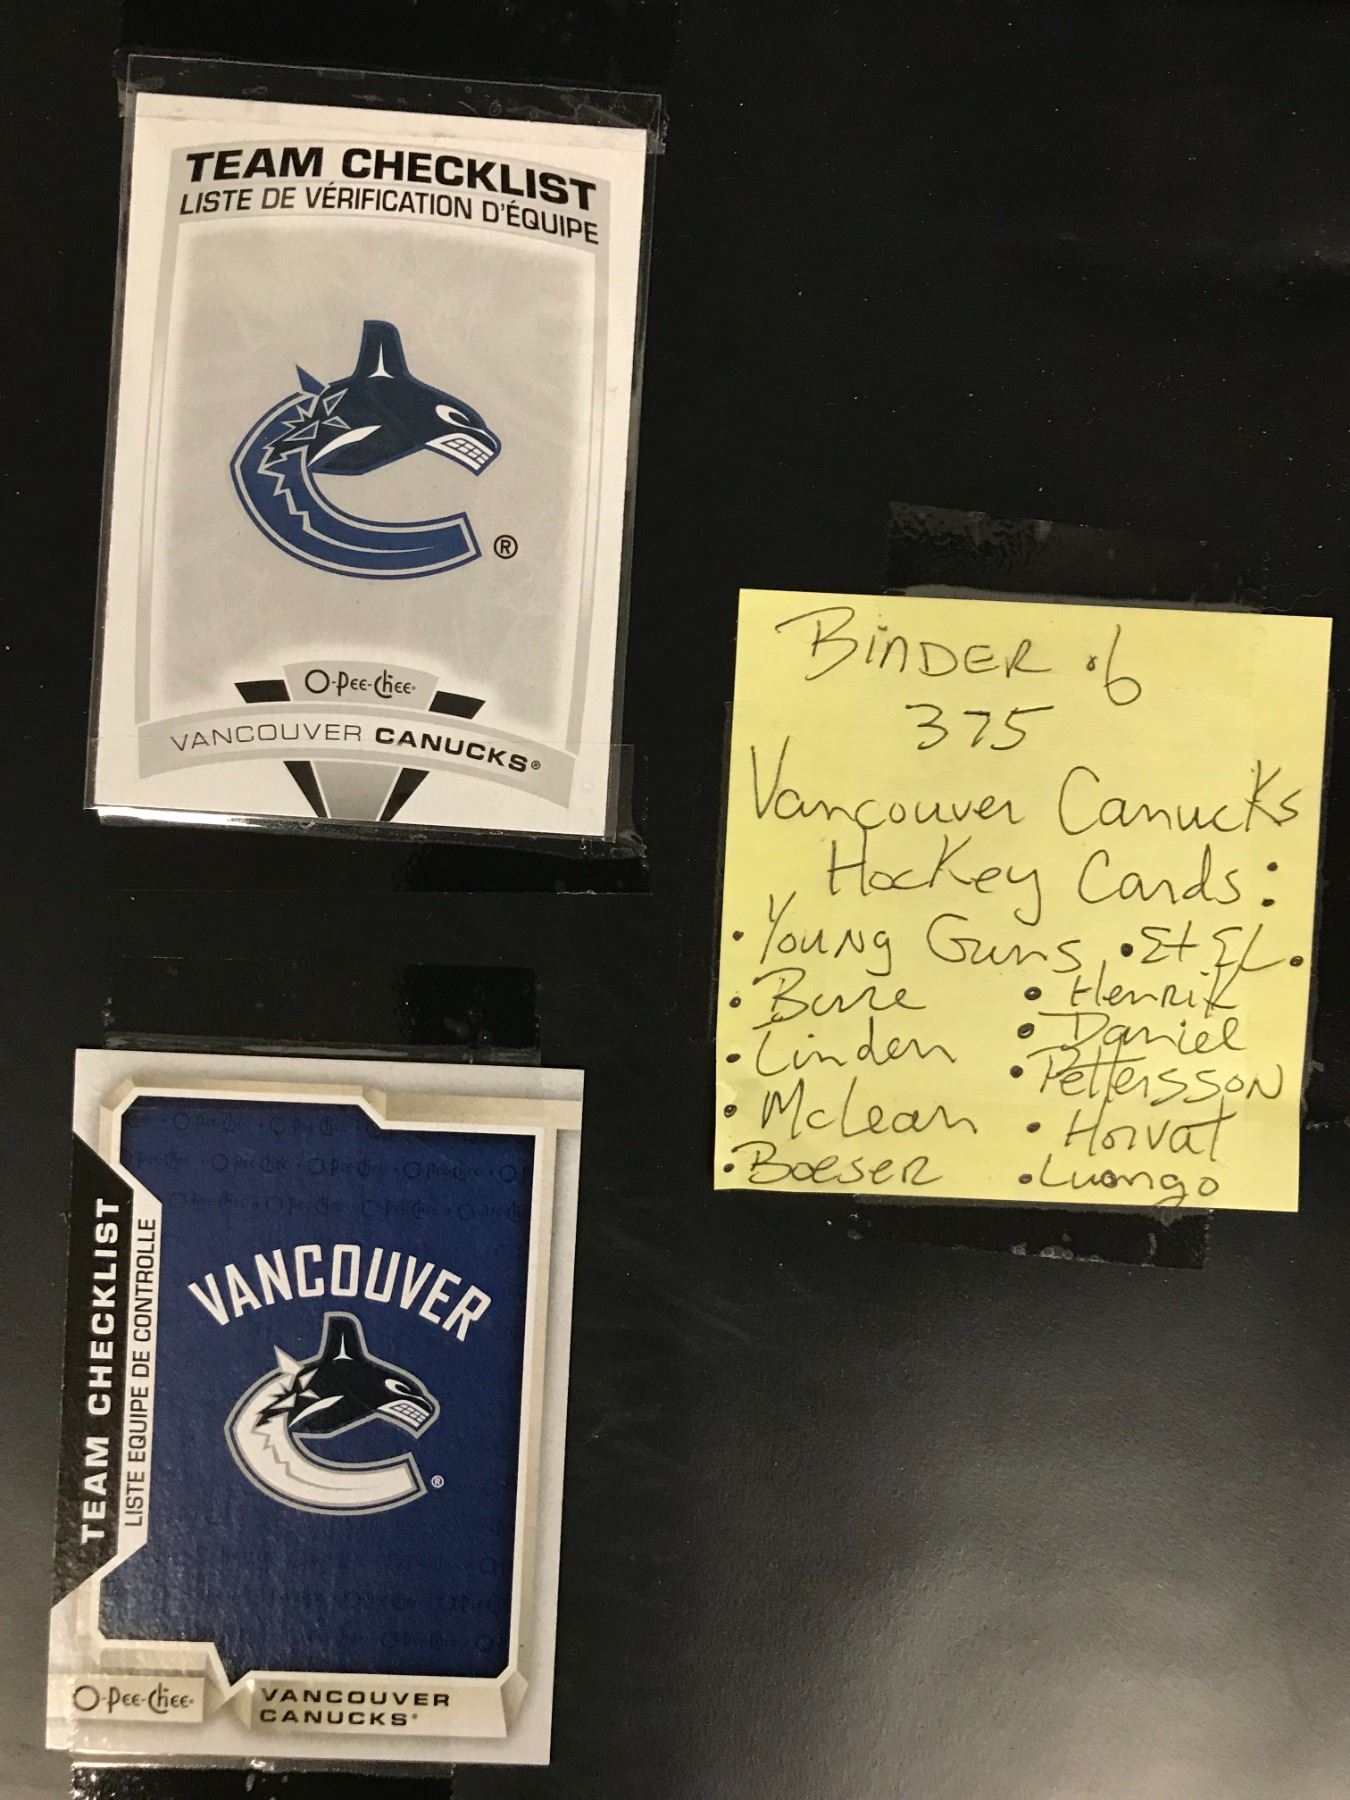 TEAM CHECKLIST
LISTE DE VÉRIFICATION D'ÉQUIPE
®
O-PEE-CHEE
VANCOUVER CANUCKS®
BINDER .6
375
Vancouver Canucks
Hockey Cards:
• Young Guns • Et EL.
• Bure • Henrik
• Linden • Daniel
• Pettersson
• McLean • Horvat
• Boeser • Luongo
TEAM CHECKLIST
LISTE EQUIPE DE CONTROLLE
VANCOUVER
®
O-PEE-CHEE
VANCOUVER
CANUCKS